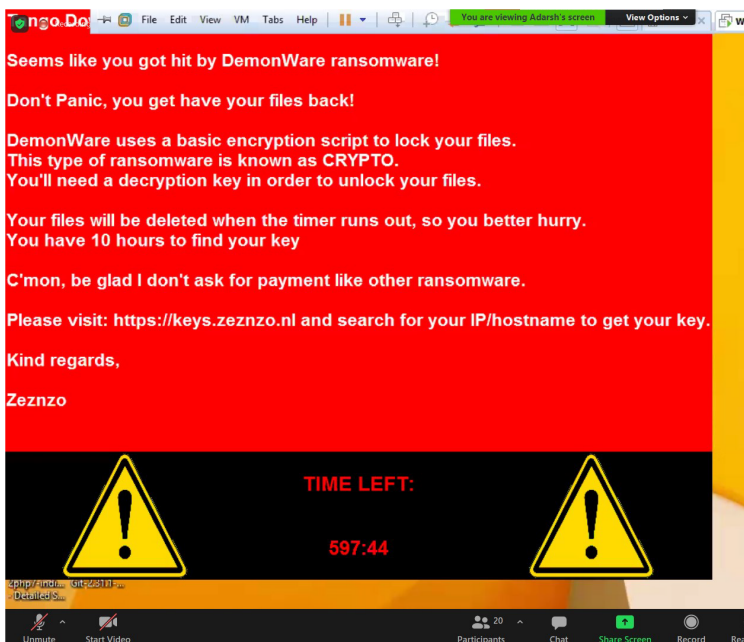 File Edit View VM Tabs Help
You are viewing Adarsh's screen
View Options
Seems like you got hit by DemonWare ransomware!
Don't Panic, you get have your files back!
DemonWare uses a basic encryption script to lock your files.
This type of ransomware is known as CRYPTO.
You'll need a decryption key in order to unlock your files.
Your files will be deleted when the timer runs out, so you better hurry.
You have 10 hours to find your key
C'mon, be glad I don't ask for payment like other ransomware.
Please visit: https://keys.zeznzo.nl and search for your IP/hostname to get your key.
Kind regards,
Zeznzo
TIME LEFT:
597:44
- Detailed S...
20
Unmute Start Video Participants Chat Share Screen Record